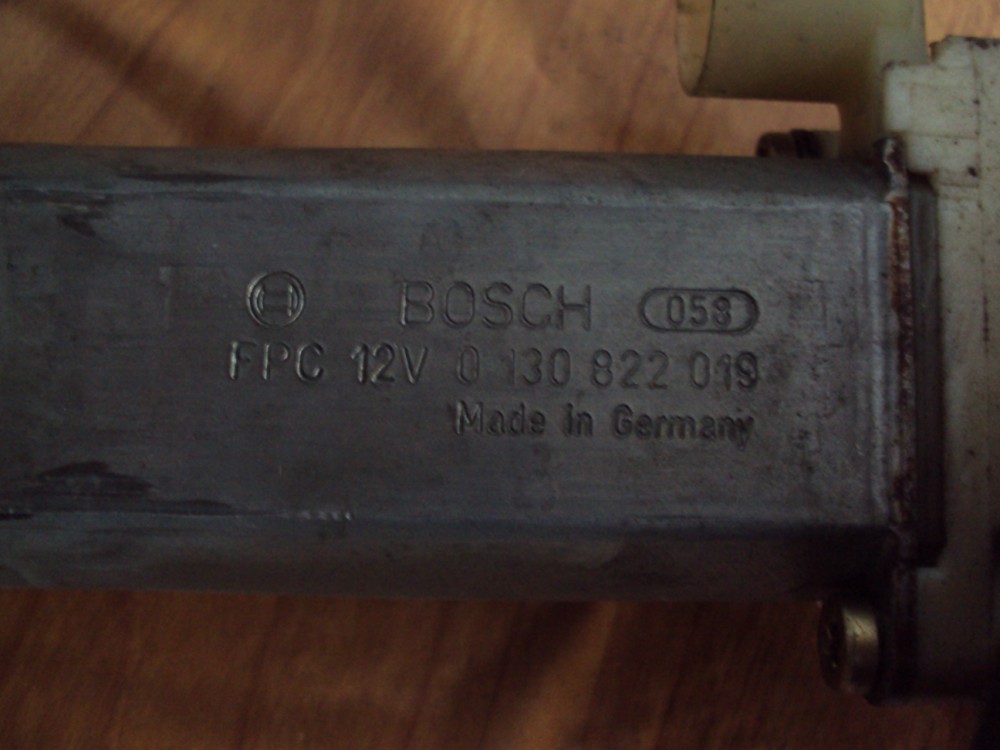 BOSCH 058
FPC 12V 0 130 822 019
Made in Germany